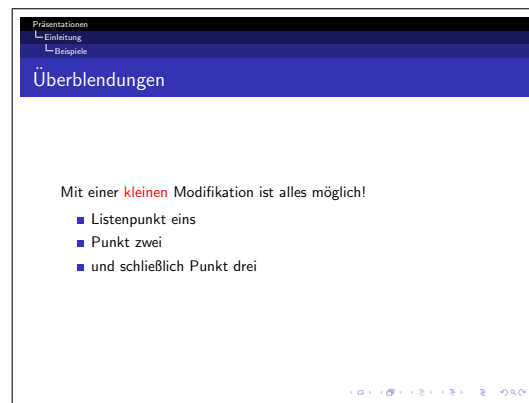 Präsentationen
Einleitung
Beispiele
Überblendungen
Mit einer kleinen Modifikation ist alles möglich!
Listenpunkt eins
Punkt zwei
und schließlich Punkt drei